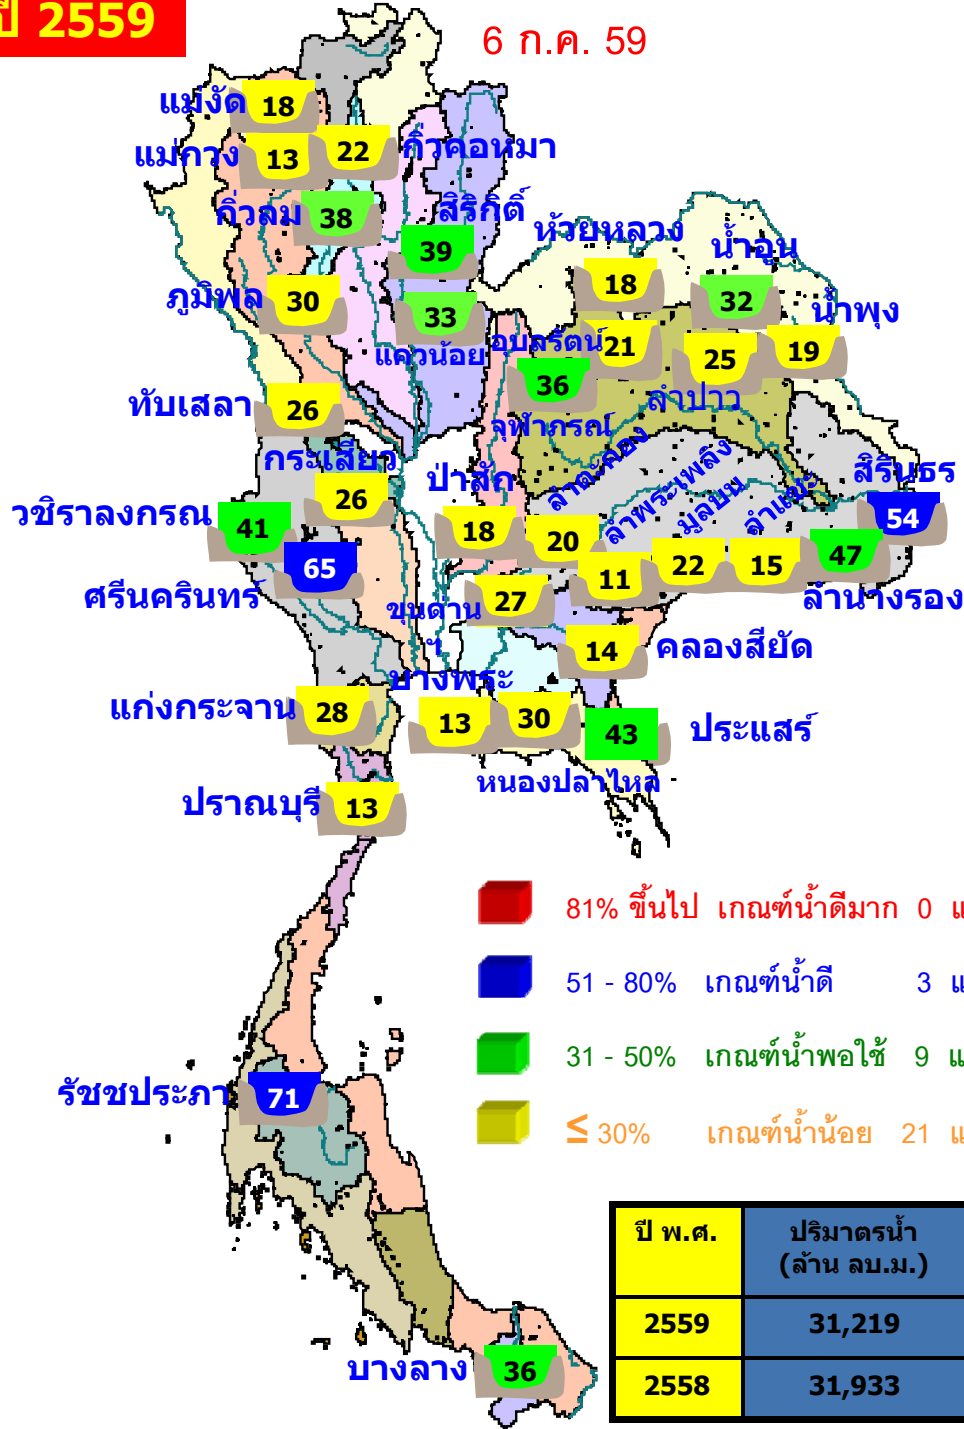 ปี 2559
6 ก.ค. 59
แม่งัด 18
แม่กวง 13
22 กิ่วคอหมา
กิ่วลม 38
สิริกิติ์
39
ห้วยหลวง
18
น้ำอูน
32
ภูมิพล 30
33
แควน้อย
น้ำพุง
19
อุบลรัตน์ 21
25
ลำปาว
36
จุฬาภรณ์
ทับเสลา 26
กระเสียว
26
ป่าสัก
18
ลำตะคอง
20
ลำพระเพลิง
11
มูลบน
22
ลำแชะ
15
สิรินธร
54
47
ลำนางรอง
วชิราลงกรณ 41
65
ศรีนครินทร์
ขุนด่าน
ฯ
27
14 คลองสียัด
บางพระ
13
30
หนองปลาไหล
43 ประแสร์
แก่งกระจาน 28
ปราณบุรี 13
81% ขึ้นไป เกณฑ์น้ำดีมาก 0 แ
51 - 80% เกณฑ์น้ำดี 3 แ
31 - 50% เกณฑ์น้ำพอใช้ 9 แ
≤ 30% เกณฑ์น้ำน้อย 21 แ
รัชชประภา 71
บางลาง 36
ปี พ.ศ. ปริมาตรน้ำ
(ล้าน ลบ.ม.)
2559 31,219
2558 31,933